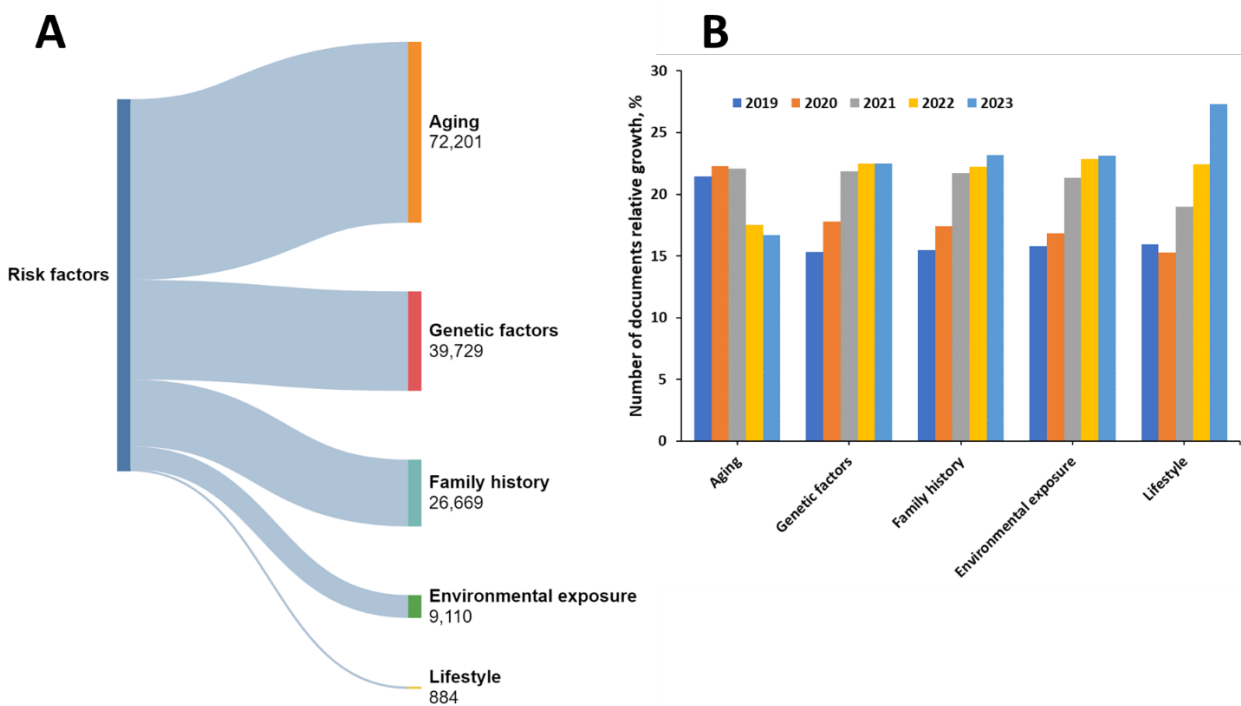 A
Risk factors
Aging
72,201
Genetic factors
39,729
Family history
26,669
Environmental exposure
9,110
Lifestyle
884
B
Number of documents relative growth, %
30
25
20
15
10
5
0
2019 2020 2021 2022 2023
Aging
Genetic factors
Family history
Environmental exposure
Lifestyle